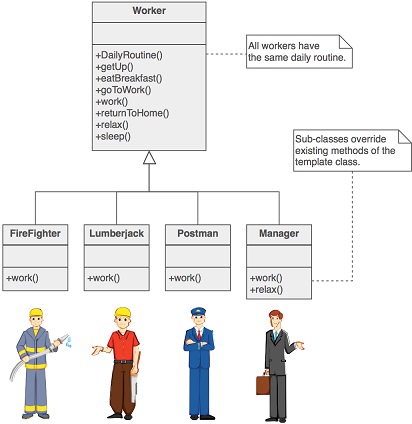 Worker
+DailyRoutine()
+getUp()
+eatBreakfast()
+goToWork()
+work()
+returnToHome()
+relax()
+sleep()
All workers have
the same daily routine.
Sub-classes override
existing methods of the
template class.
FireFighter
+work()
Lumberjack
+work()
Postman
+work()
Manager
+work()
+relax()